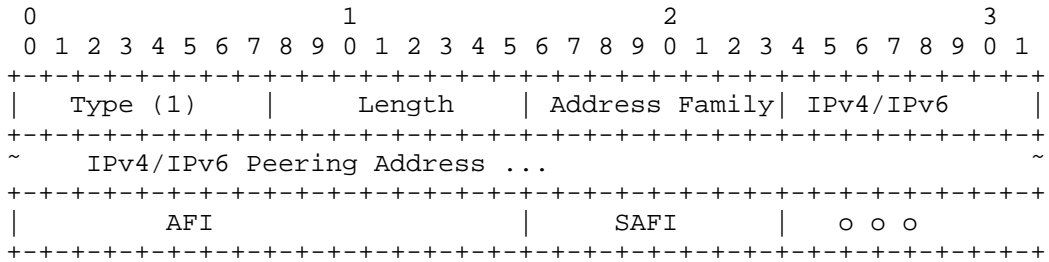 0                   1                   2                   3
 0 1 2 3 4 5 6 7 8 9 0 1 2 3 4 5 6 7 8 9 0 1 2 3 4 5 6 7 8 9 0 1
+-+-+-+-+-+-+-+-+-+-+-+-+-+-+-+-+-+-+-+-+-+-+-+-+-+-+-+-+-+-+-+-+
|   Type (1)    |     Length    | Address Family| IPv4/IPv6     |
+-+-+-+-+-+-+-+-+-+-+-+-+-+-+-+-+-+-+-+-+-+-+-+-+-+-+-+-+-+-+-+-+
~    IPv4/IPv6 Peering Address ...                              ~
+-+-+-+-+-+-+-+-+-+-+-+-+-+-+-+-+-+-+-+-+-+-+-+-+-+-+-+-+-+-+-+-+
|         AFI                   |     SAFI      |   o o o
+-+-+-+-+-+-+-+-+-+-+-+-+-+-+-+-+-+-+-+-+-+-+-+-+-+-+-+-+-+-+-+-+